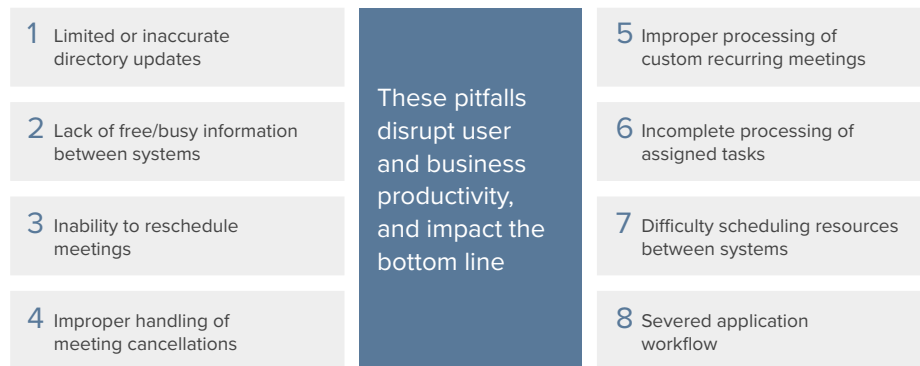 1 Limited or inaccurate
directory updates
2 Lack of free/busy information
between systems
3 Inability to reschedule
meetings
4 Improper handling of
meeting cancellations
These pitfalls
disrupt user
and business
productivity,
and impact the
bottom line
5 Improper processing of
custom recurring meetings
6 Incomplete processing of
assigned tasks
7 Difficulty scheduling resources
between systems
8 Severed application
workflow